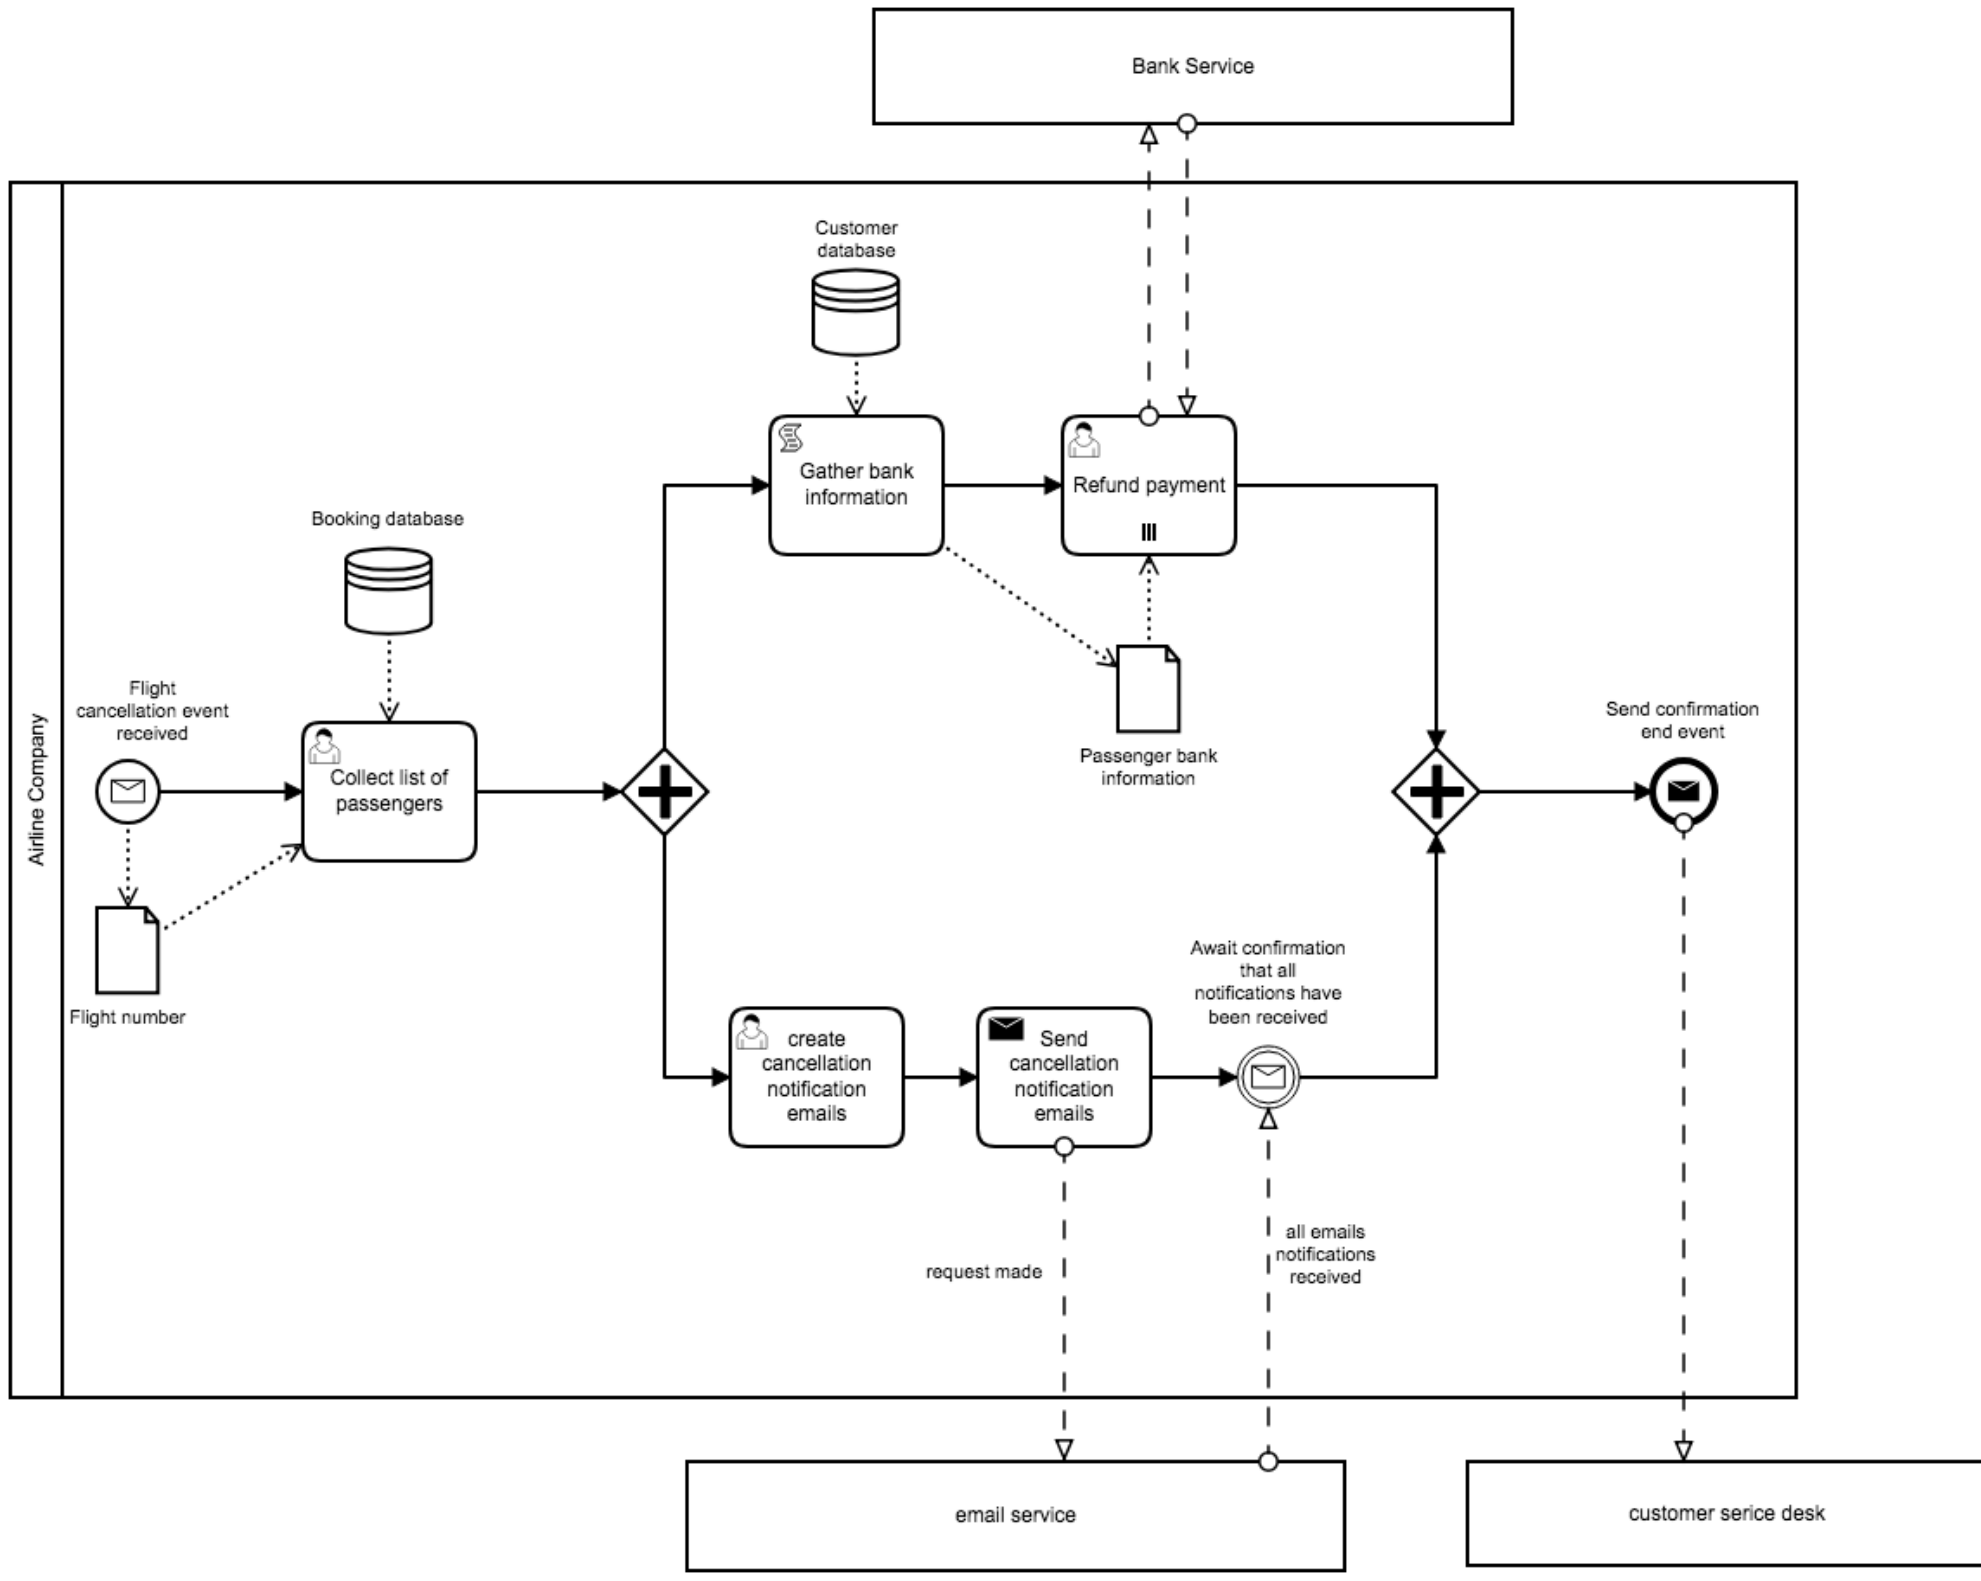 Bank Service
Airline Company
Customer
database
Gather bank
information
Refund payment
Booking database
Flight
cancellation event
received
Collect list of
passengers
Passenger bank
information
Send confirmation
end event
Flight number
Await confirmation
that all
notifications have
been received
create
cancellation
notification
emails
Send
cancellation
notification
emails
request made
all emails
notifications
received
email service
customer serice desk